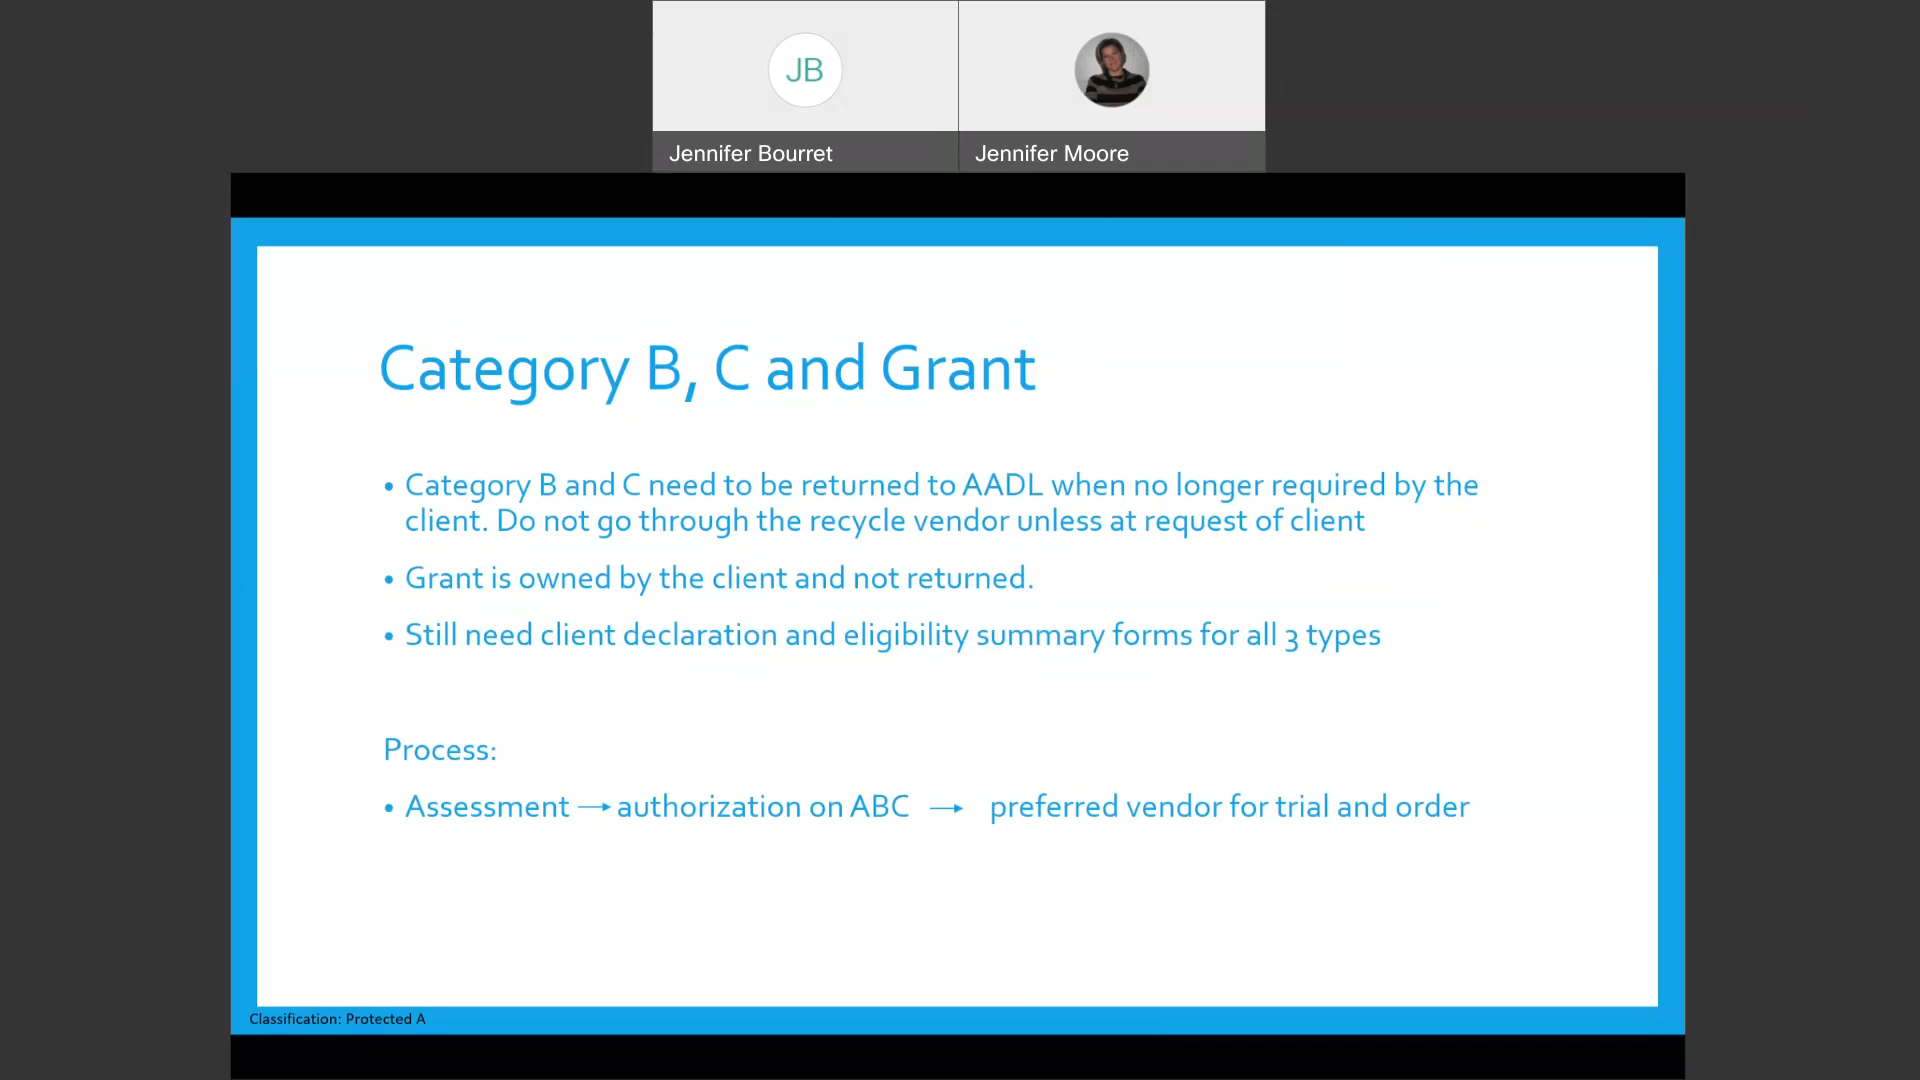 JB
Jennifer Bourret
Jennifer Moore
Category B, C and Grant
• Category B and C need to be returned to AADL when no longer required by the
client. Do not go through the recycle vendor unless at request of client
• Grant is owned by the client and not returned.
• Still need client declaration and eligibility summary forms for all 3 types
Process:
• Assessment → authorization on ABC → preferred vendor for trial and order
Classification: Protected A